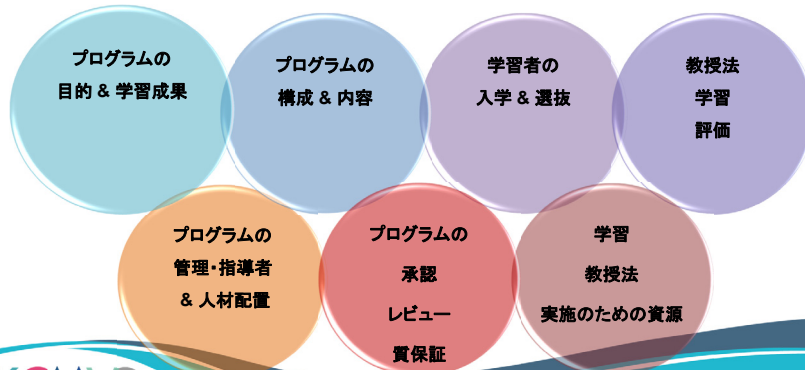 プログラムの
目的 & 学習成果
プログラムの
構成 & 内容
学習者の
入学 & 選抜
教授法
学習
評価
プログラムの
管理・指導者
& 人材配置
プログラムの
承認
レビュー
質保証
学習
教授法
実施のための資源